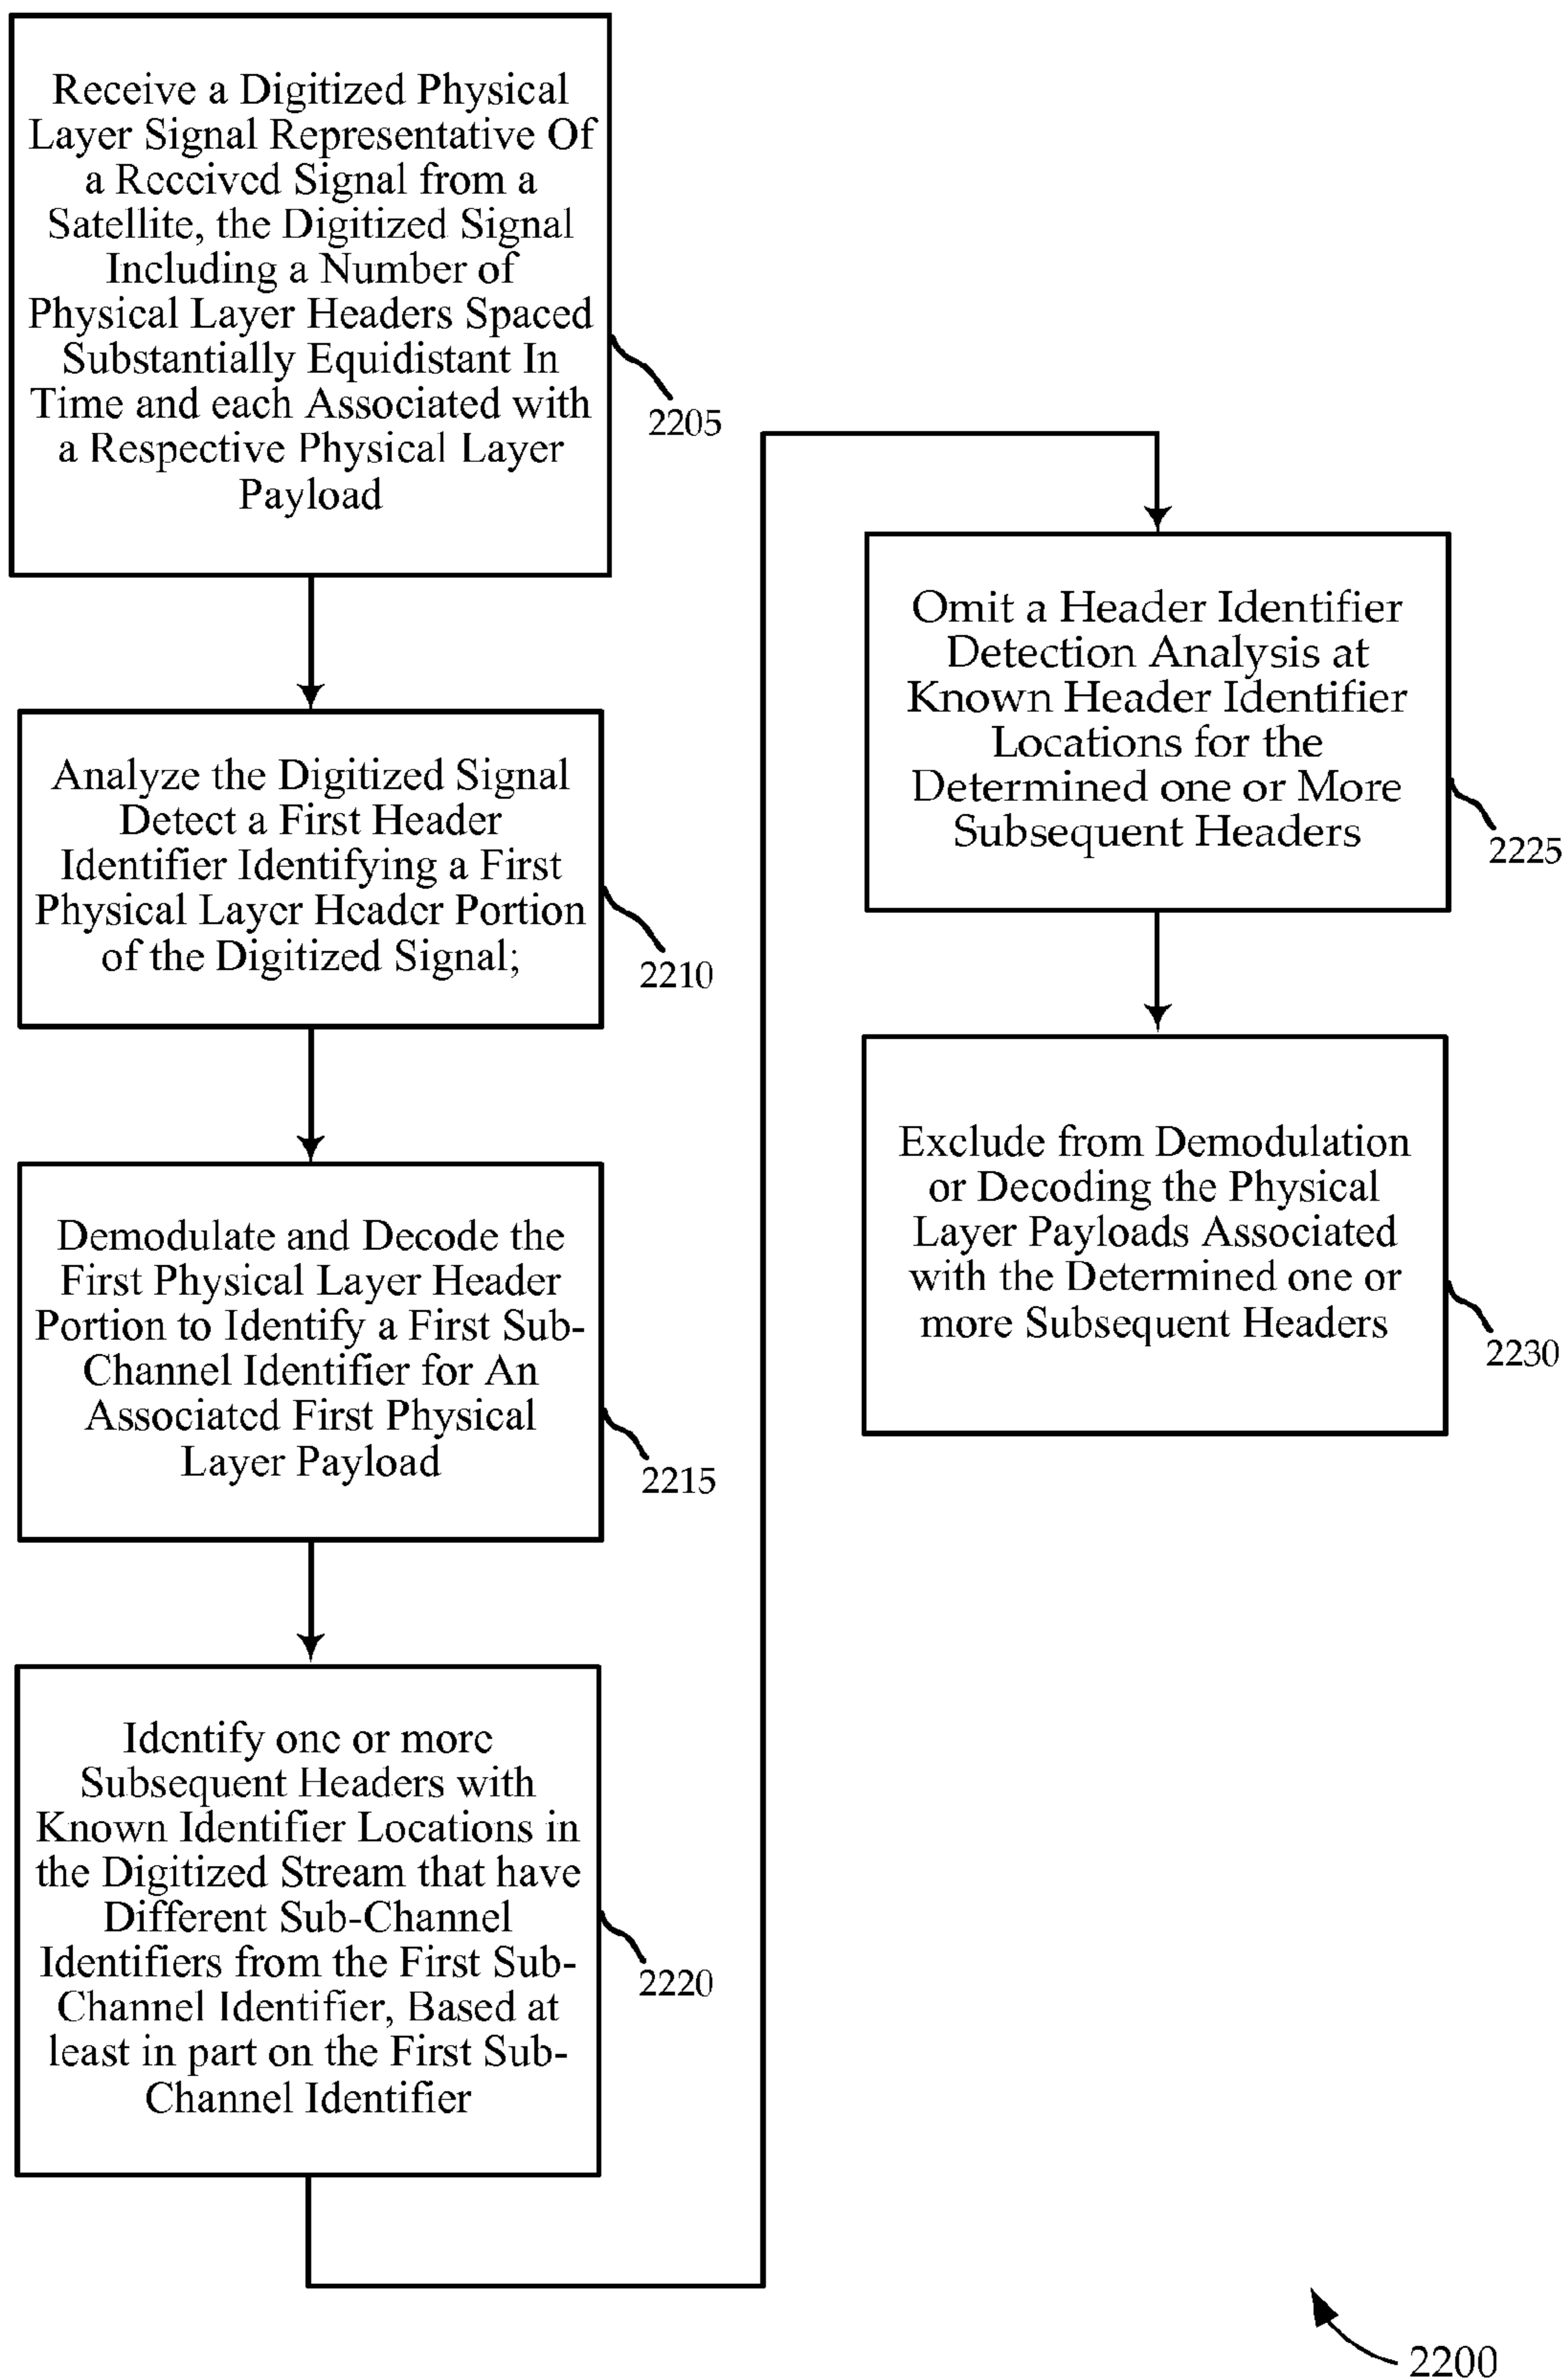 Receive a Digitized Physical
Layer Signal Representative Of
a Received Signal from a
Satellite, the Digitized Signal
Including a Number of
Physical Layer Headers Spaced
Substantially Equidistant In
Time and each Associated with
a Respective Physical Layer
Payload
2205
Analyze the Digitized Signal
Detect a First Header
Identifier Identifying a First
Physical Layer Header Portion
of the Digitized Signal;
2210
Demodulate and Decode the
First Physical Layer Header
Portion to Identify a First Sub-
Channel Identifier for An
Associated First Physical
Layer Payload
2215
Identify one or more
Subsequent Headers with
Known Identifier Locations in
the Digitized Stream that have
Different Sub-Channel
Identifiers from the First Sub-
Channel Identifier, Based at
least in part on the First Sub-
Channel Identifier
2220
Omit a Header Identifier
Detection Analysis at
Known Header Identifier
Locations for the
Determined one or More
Subsequent Headers
2225
Exclude from Demodulation
or Decoding the Physical
Layer Payloads Associated
with the Determined one or
more Subsequent Headers
2230
2200